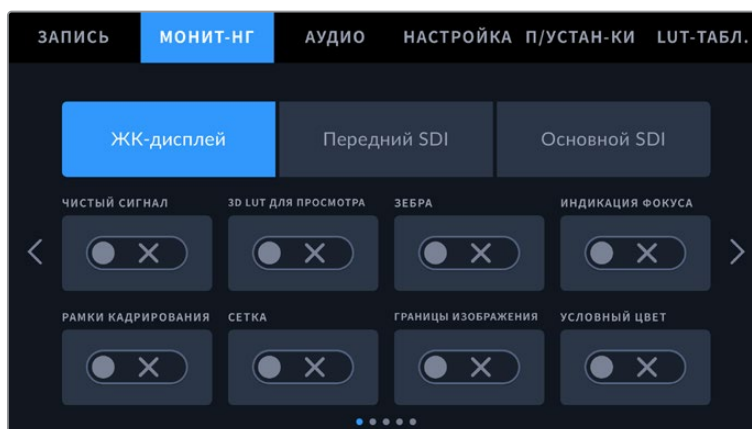 ЗАПИСЬ МОНИТ-НГ АУДИО НАСТРОЙКА П/УСТАН-КИ LUT-ТАБЛ.
ЖК-дисплей Передний SDI Основной SDI
ЧИСТЫЙ СИГНАЛ 3D LUT ДЛЯ ПРОСМОТРА ЗЕБРА ИНДИКАЦИЯ ФОКУСА
РАМКИ КАДРИРОВАНИЯ СЕТКА ГРАНИЦЫ ИЗОБРАЖЕНИЯ УСЛОВНЫЙ ЦВЕТ